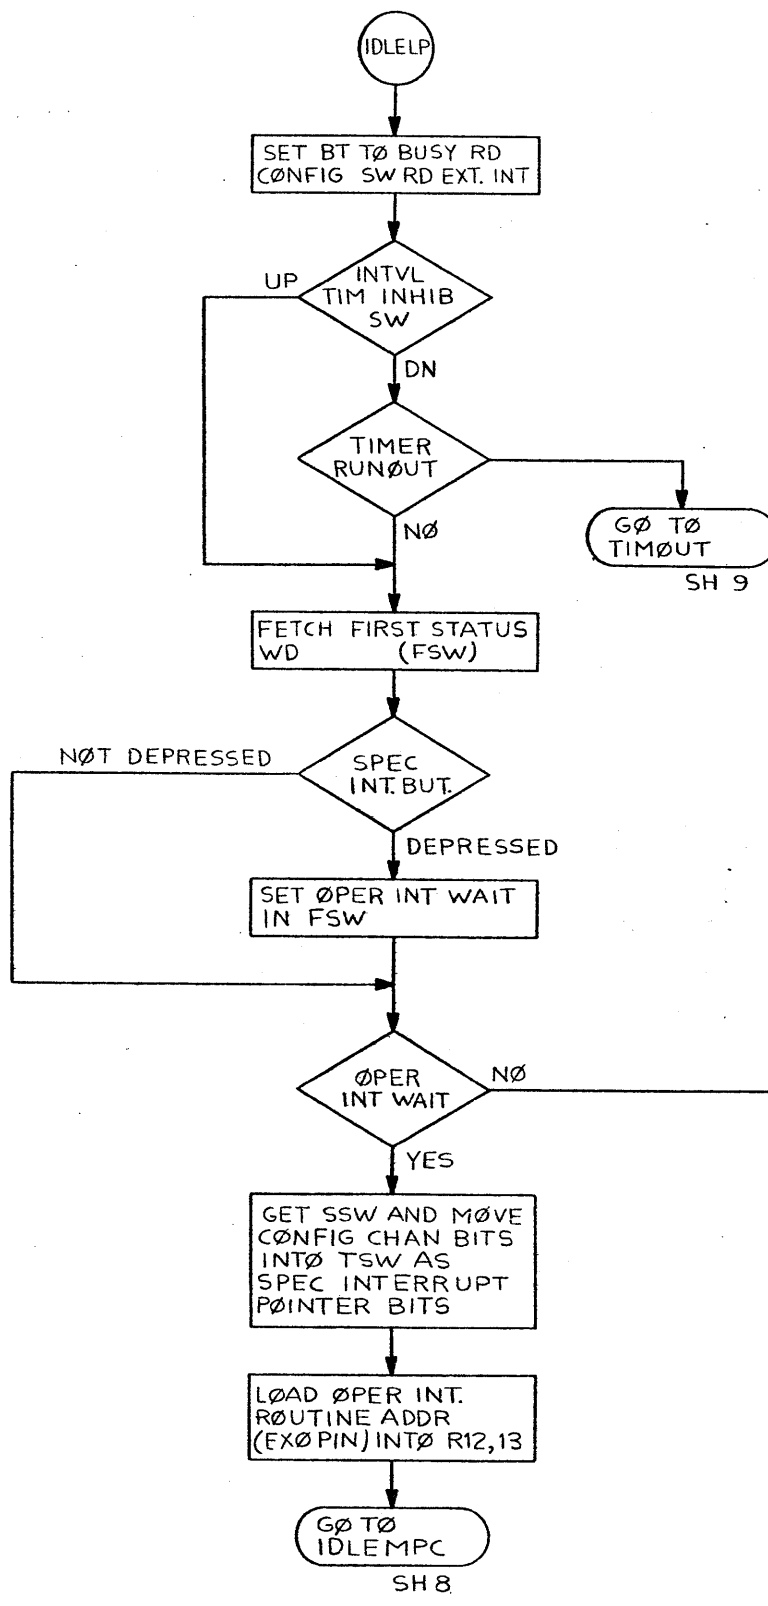 IDLELP
SET BT TØ BUSY RD
CØNFIG SW RD EXT. INT
INTVL
TIM INHIB
SW
UP
DN
TIMER
RUNØUT
NØ
GØ TØ
TIMØUT
SH 9
FETCH FIRST STATUS
WD (FSW)
NØT DEPRESSED
SPEC
INT. BUT.
DEPRESSED
SET ØPER INT WAIT
IN FSW
ØPER
INT WAIT
NØ
YES
GET SSW AND MØVE
CØNFIG CHAN BITS
INTØ TSW AS
SPEC INTERRUPT
PØINTER BITS
LØAD ØPER INT.
RØUTINE ADDR
(EXØPIN) INTØ R12,13
GØ TØ
IDLEMPC
SH 8